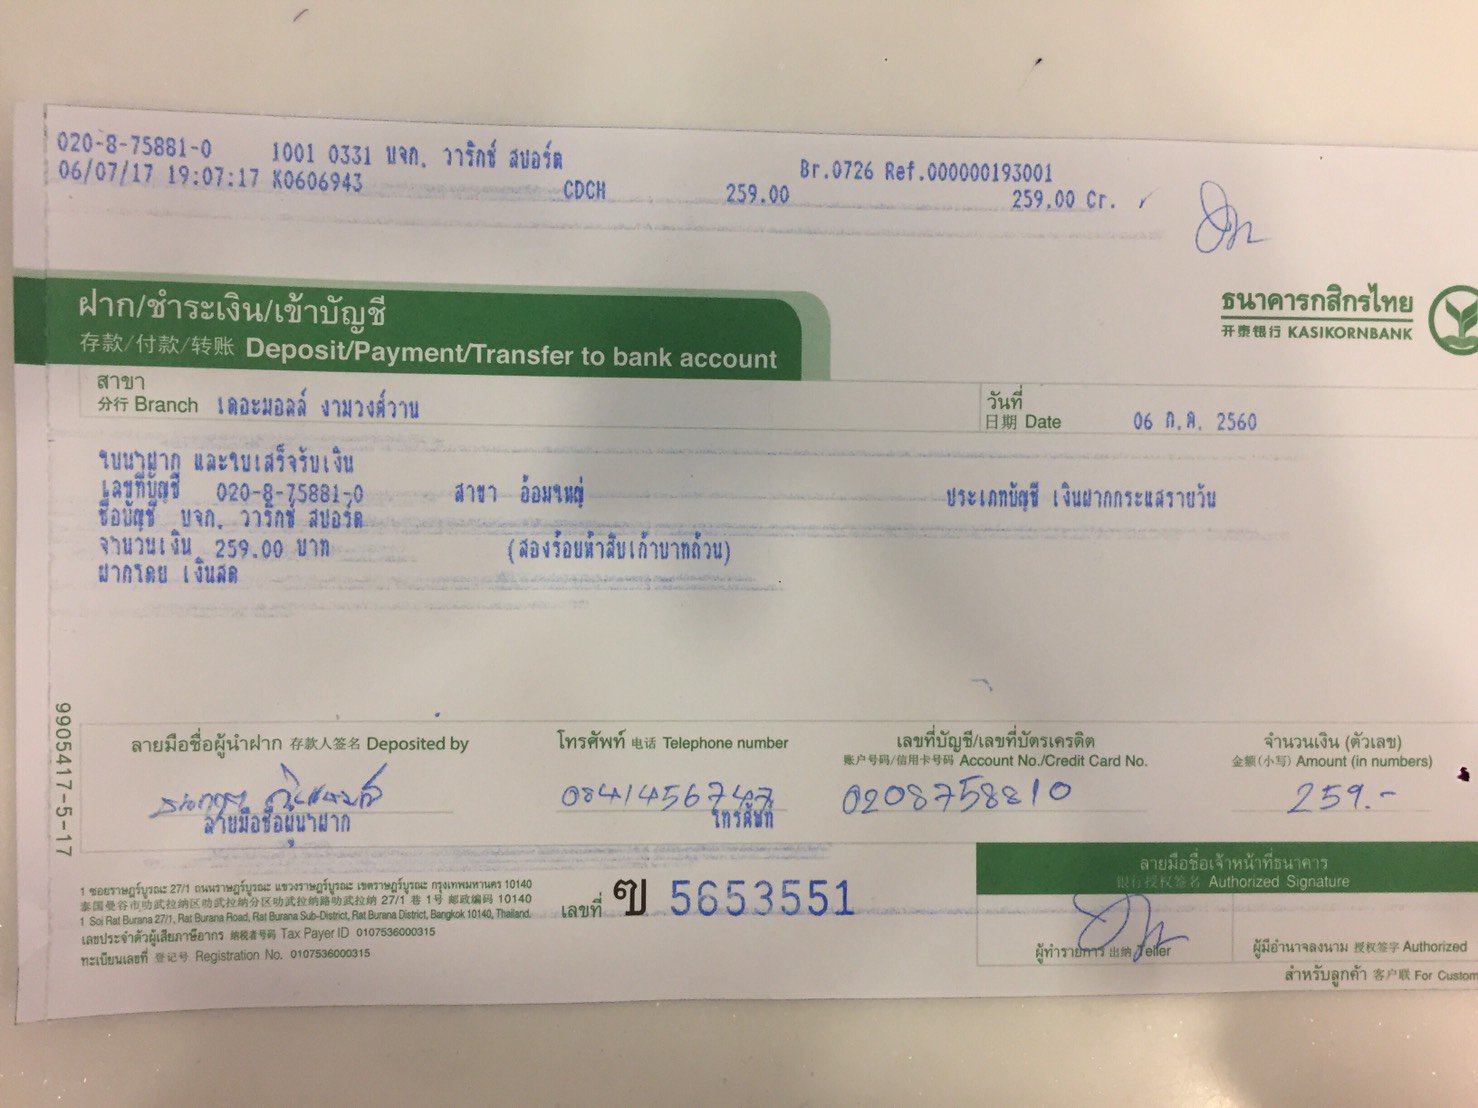 020-8-75881-0 1001 0331 บจก. วาริกซ์ สปอร์ต Br.0726 Ref.000000193001
06/07/17 19:07:17 K0606943 CDCH 259.00 259.00 Cr.
ฝาก/ชำระเงิน/เข้าบัญชี
存款/付款/转账 Deposit/Payment/Transfer to bank account
ธนาคารกสิกรไทย
开泰银行 KASIKORNBANK
สาขา
分行 Branch เดอะมอลล์ งามวงศ์วาน
วันที่
日期 Date 06 ก.ค. 2560
ใบนำฝาก และใบเสร็จรับเงิน
เลขที่บัญชี 020-8-75881-0 สาขา อ้อมใหญ่ ประเภทบัญชี เงินฝากกระแสรายวัน
ชื่อบัญชี บจก. วาริกซ์ สปอร์ต
จำนวนเงิน 259.00 บาท (สองร้อยห้าสิบเก้าบาทถ้วน)
ฝากโดย เงินสด
9905417-5-17
ลายมือชื่อผู้นำฝาก 存款人签名 Deposited by
ลายมือชื่อผู้นำฝาก
โทรศัพท์ 电话 Telephone number
0841456747
โทรศัพท์
เลขที่บัญชี/เลขที่บัตรเครดิต
账户号码/信用卡号码 Account No./Credit Card No.
0208758810
จำนวนเงิน (ตัวเลข)
金额(小写) Amount (in numbers)
259.-
1 ซอยราษฎร์บูรณะ 27/1 ถนนราษฎร์บูรณะ แขวงราษฎร์บูรณะ เขตราษฎร์บูรณะ กรุงเทพมหานคร 10140
泰国曼谷市叻武拉纳区叻武拉纳分区叻武拉纳路叻武拉纳 27/1 巷 1 号 邮政编码 10140
1 Soi Rat Burana 27/1, Rat Burana Road, Rat Burana Sub-District, Rat Burana District, Bangkok 10140, Thailand.
เลขประจำตัวผู้เสียภาษีอากร 纳税者号码 Tax Payer ID 0107536000315
ทะเบียนเลขที่ 登记号 Registration No. 0107536000315
เลขที่ ฃ 5653551
ลายมือชื่อเจ้าหน้าที่ธนาคาร
银行授权签名 Authorized Signature
ผู้ทำรายการ 出纳 Teller
ผู้มีอำนาจลงนาม 授权签字 Authorized
สำหรับลูกค้า 客户联 For Custom